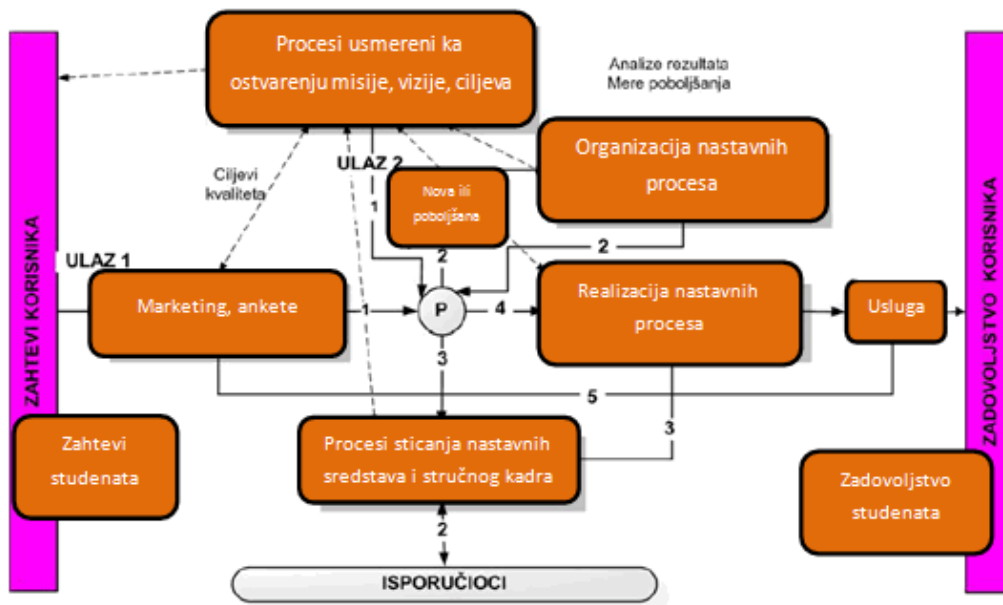 Procesi usmereni ka
ostvarenju misije, vizije, ciljeva
Analize rezultata
Mere poboljšanja
ULAZ 2
Organizacija nastavnih
procesa
Ciljevi
kvaliteta
Nova ili
poboljšana
1
2
2
ULAZ 1
ZAHTEVI KORISNIKA
Marketing, ankete
1
P
4
Realizacija nastavnih
procesa
Usluga
ZADOVOLJSTVO KORISNIKA
3
5
3
Zahtevi
studenata
Procesi sticanja nastavnih
sredstava i stručnog kadra
Zadovoljstvo
studenata
2
ISPORUČIOCI